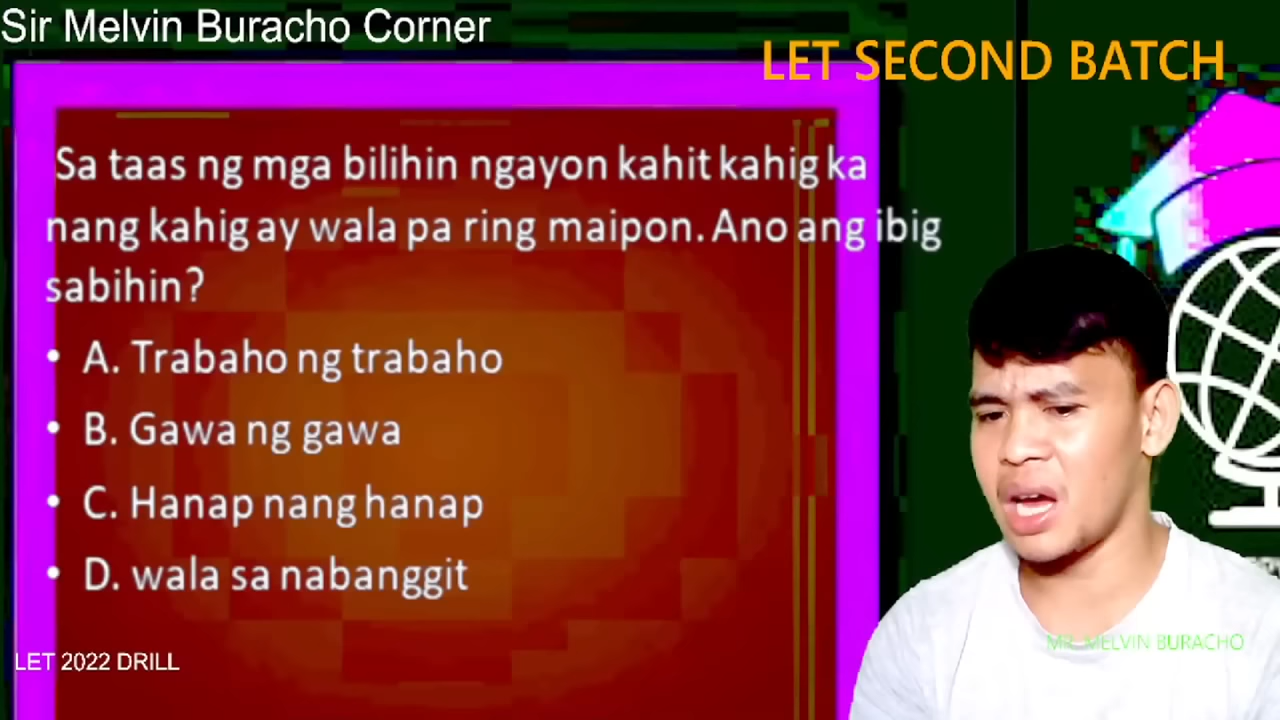 Sir Melvin Buracho Corner
LET SECOND BATCH
Sa taas ng mga bilihin ngayon kahit kahig ka
nang kahig ay wala pa ring maipon. Ano ang ibig
sabihin?
• A. Trabaho ng trabaho
• B. Gawa ng gawa
• C. Hanap nang hanap
• D. wala sa nabanggit
MR. MELVIN BURACHO
LET 2022 DRILL